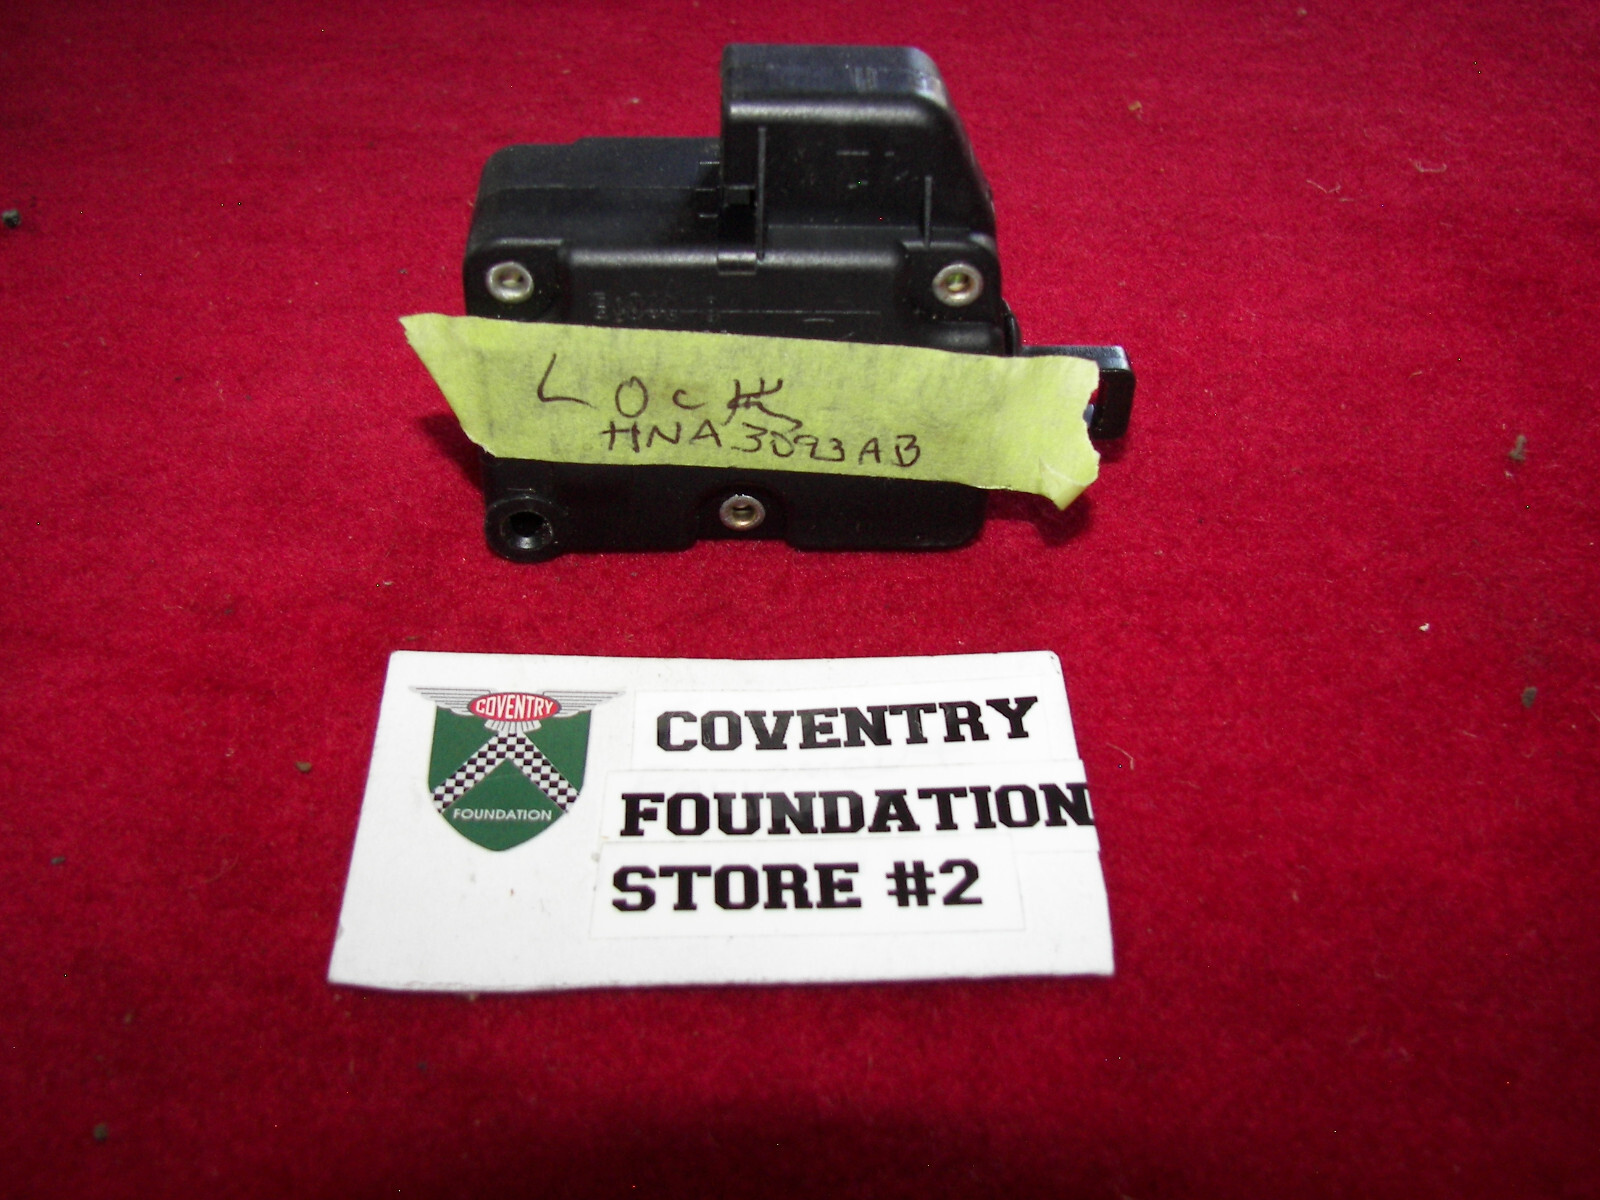 LOCK
HNA3093AB
COVENTRY
FOUNDATION
COVENTRY
FOUNDATION
STORE #2